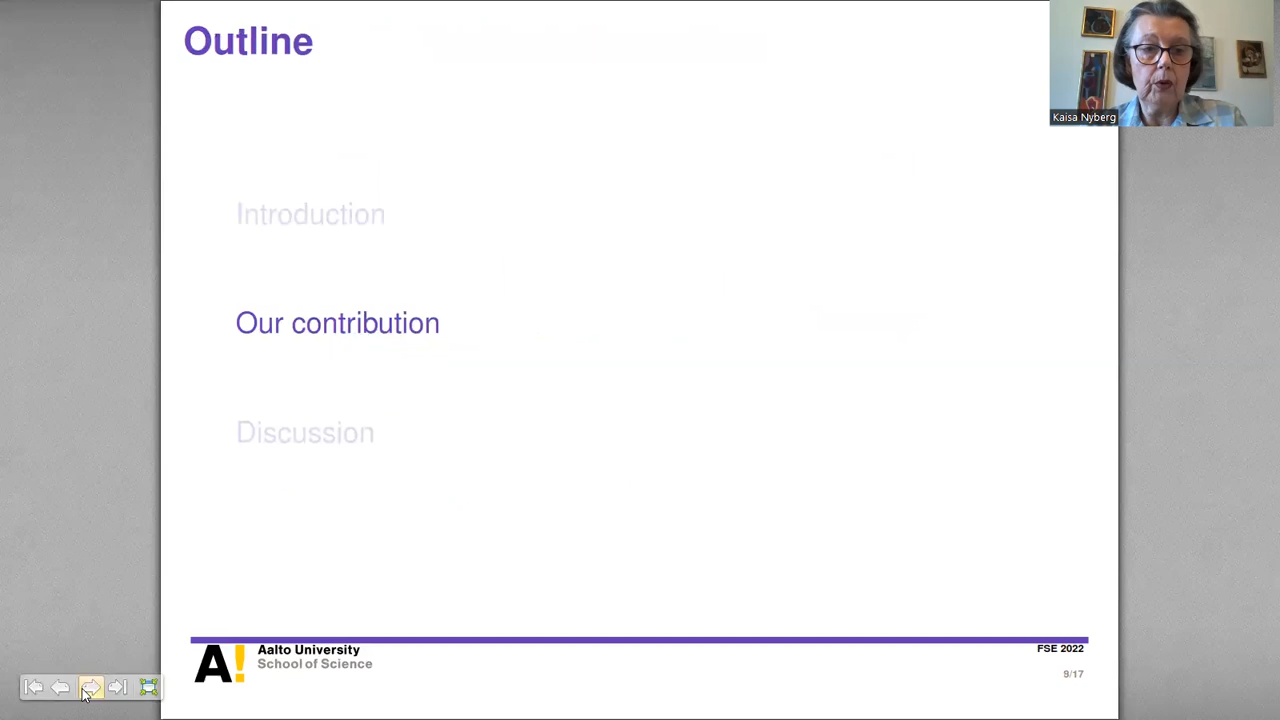 Outline
Kaisa Nyberg
Introduction
Our contribution
Discussion
A!
Aalto University
School of Science
FSE 2022
9/17